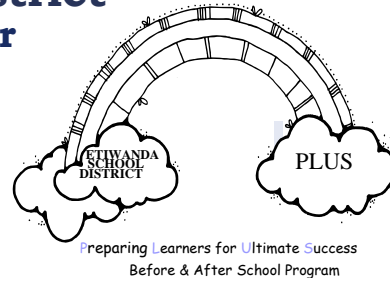 ETIWANDA
SCHOOL
DISTRICT
PLUS
Preparing Learners for Ultimate Success
Before & After School Program